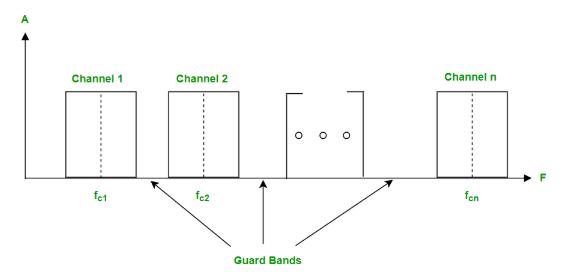 A
Channel 1
Channel 2
Channel n
F
fc1
fc2
fcn
Guard Bands